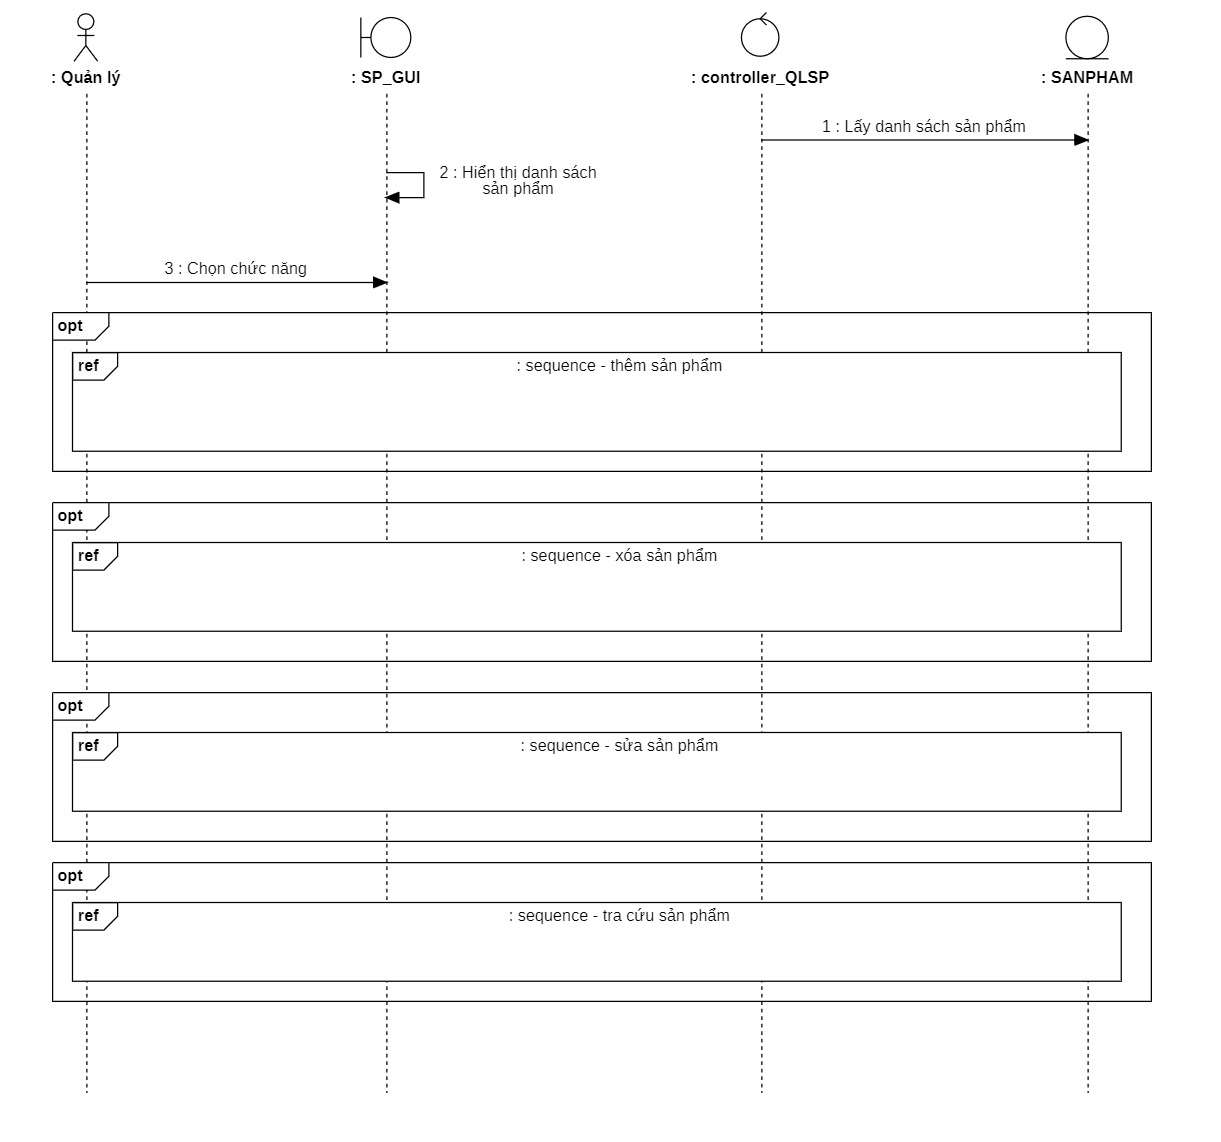 : Quản lý
: SP_GUI
: controller_QLSP
: SANPHAM
1 : Lấy danh sách sản phẩm
2 : Hiển thị danh sách
sản phẩm
3 : Chọn chức năng
opt
ref
: sequence - thêm sản phẩm
opt
ref
: sequence - xóa sản phẩm
opt
ref
: sequence - sửa sản phẩm
opt
ref
: sequence - tra cứu sản phẩm